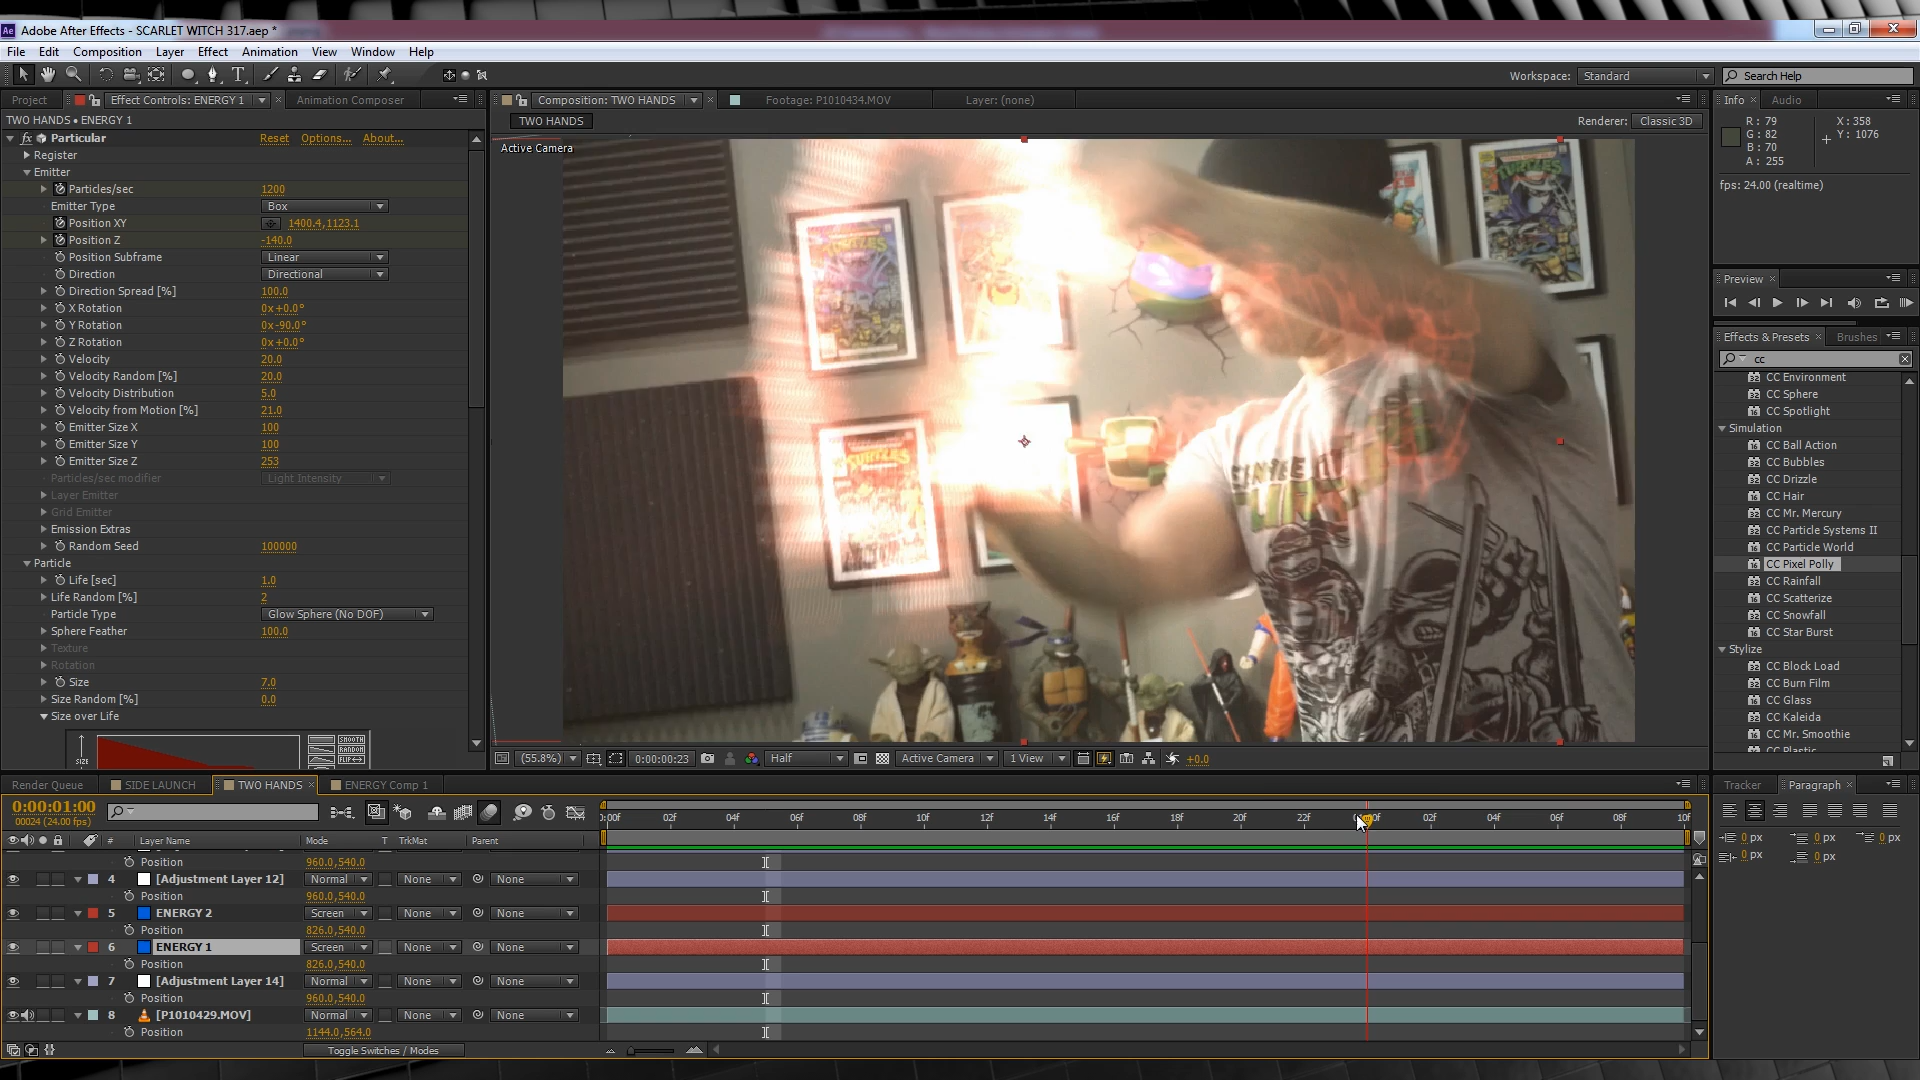 Adobe After Effects - SCARLET WITCH 317.aep *
File Edit Composition Layer Effect Animation View Window Help
Workspace: Standard Search Help
Project Effect Controls: ENERGY 1 Animation Composer
TWO HANDS • ENERGY 1
fx Particular Reset Options... About...
Register
Emitter
Particles/sec 1200
Emitter Type Box
Position XY 1400.4,1123.1
Position Z -140.0
Position Subframe Linear
Direction Directional
Direction Spread [%] 100.0
X Rotation 0x+0.0°
Y Rotation 0x-90.0°
Z Rotation 0x+0.0°
Velocity 20.0
Velocity Random [%] 20.0
Velocity Distribution 5.0
Velocity from Motion [%] 21.0
Emitter Size X 100
Emitter Size Y 100
Emitter Size Z 253
Particles/sec modifier Light Intensity
Layer Emitter
Grid Emitter
Emission Extras
Random Seed 100000
Particle
Life [sec] 1.0
Life Random [%] 2
Particle Type Glow Sphere (No DOF)
Sphere Feather 100.0
Texture
Rotation
Size 7.0
Size Random [%] 0.0
Size over Life
SIZE
SMOOTH
RANDOM
FLIP
Composition: TWO HANDS Footage: P1010434.MOV Layer: (none)
TWO HANDS Renderer: Classic 3D
Active Camera
TURTLES
TURTLES
(55.8%) 0:00:00:23 Half Active Camera 1 View +0.0
Info Audio
R: 79
G: 82
B: 70
A: 255
X: 358
Y: 1076
fps: 24.00 (realtime)
Preview
Effects & Presets Brushes
cc
CC Environment
CC Sphere
CC Spotlight
Simulation
CC Ball Action
CC Bubbles
CC Drizzle
CC Hair
CC Mr. Mercury
CC Particle Systems II
CC Particle World
CC Pixel Polly
CC Rainfall
CC Scatterize
CC Snowfall
CC Star Burst
Stylize
CC Block Load
CC Burn Film
CC Glass
CC Kaleida
CC Mr. Smoothie
CC Plastic
Tracker Paragraph
0 px 0 px 0 px
0 px 0 px
Render Queue SIDE LAUNCH TWO HANDS ENERGY Comp 1
0:00:01:00
00024 (24.00 fps)
0:00f 02f 04f 06f 08f 10f 12f 14f 16f 18f 20f 22f 00f 02f 04f 06f 08f 10f
# Layer Name Mode T TrkMat Parent
Position 960.0,540.0
4 [Adjustment Layer 12] Normal None None
Position 960.0,540.0
5 ENERGY 2 Screen None None
Position 826.0,540.0
6 ENERGY 1 Screen None None
Position 826.0,540.0
7 [Adjustment Layer 14] Normal None None
Position 960.0,540.0
8 [P1010429.MOV] Normal None None
Position 1144.0,564.0
Toggle Switches / Modes